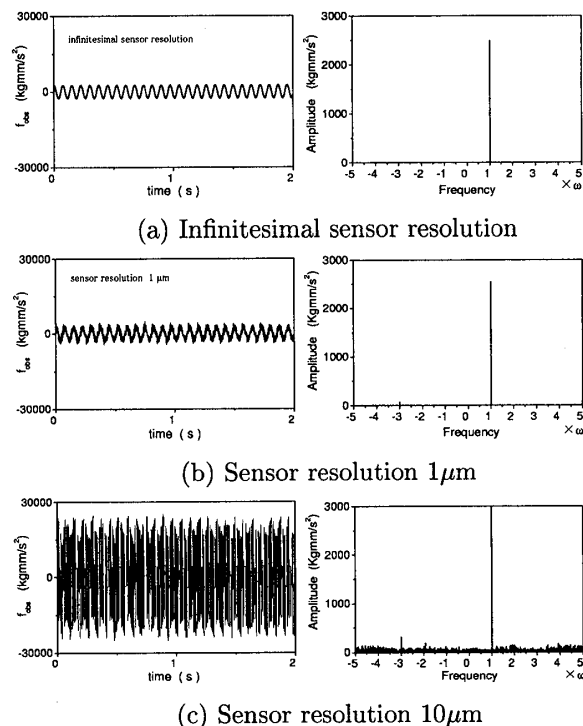 30000
infinitesimal sensor resolution
f_obs (kgmm/s²)
0
-30000
0 1 2
time ( s )
3000
2000
1000
0
Amplitude (Kgmm/s²)
-5 -4 -3 -2 -1 0 1 2 3 4 5
Frequency ×ω
(a) Infinitesimal sensor resolution
30000
sensor resolution 1 μm
f_obs (kgmm/s²)
0
-30000
0 1 2
time ( s )
3000
2000
1000
0
Amplitude (Kgmm/s²)
-5 -4 -3 -2 -1 0 1 2 3 4 5
Frequency ×ω
(b) Sensor resolution 1μm
30000
f_obs (kgmm/s²)
0
-30000
0 1 2
time ( s )
3000
2000
1000
0
Amplitude (Kgmm/s²)
-5 -4 -3 -2 -1 0 1 2 3 4 5
Frequency ×ω
(c) Sensor resolution 10μm